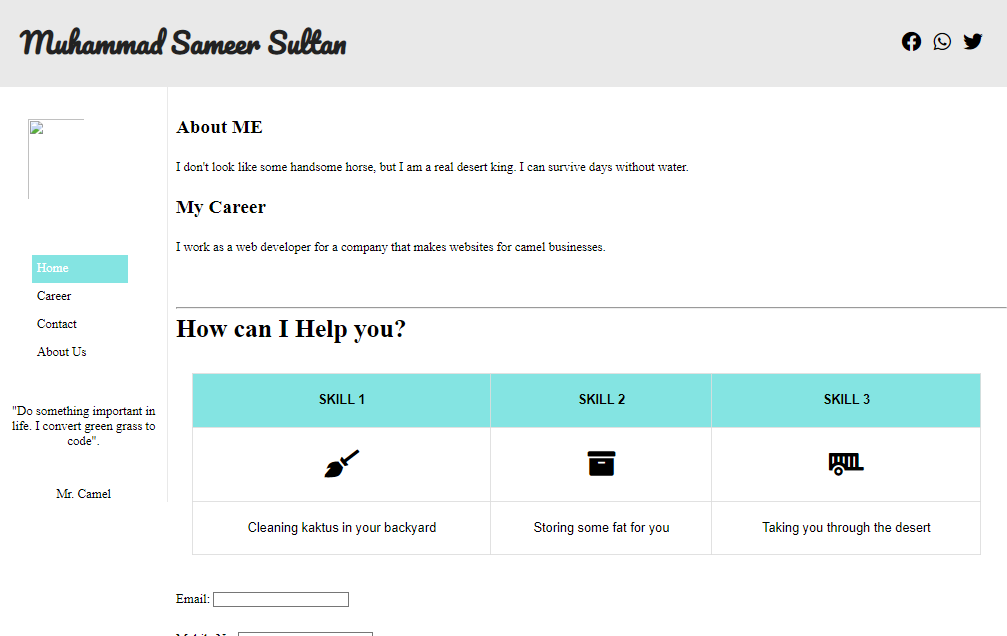 Muhammad Sameer Sultan
Home
Career
Contact
About Us
"Do something important in
life. I convert green grass to
code".
Mr. Camel
About ME
I don't look like some handsome horse, but I am a real desert king. I can survive days without water.
My Career
I work as a web developer for a company that makes websites for camel businesses.
How can I Help you?
SKILL 1 SKILL 2 SKILL 3
Cleaning kaktus in your backyard Storing some fat for you Taking you through the desert
Email: